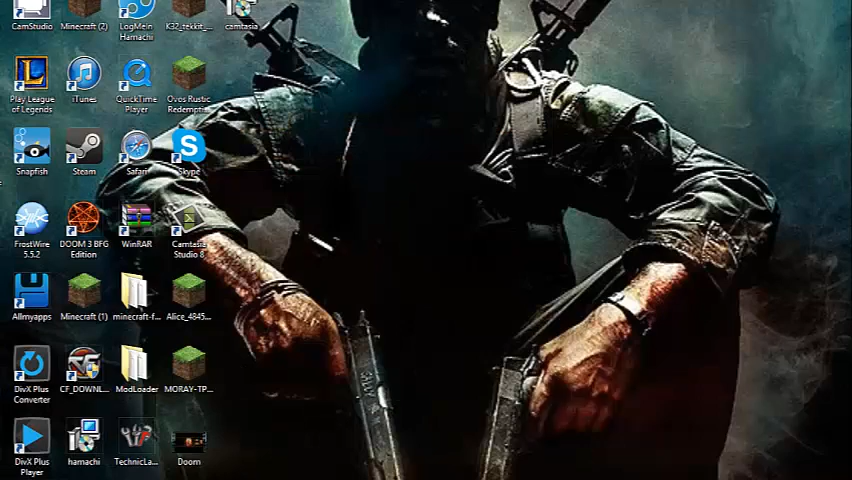 CamStudio
Minecraft (2)
LogMeIn
Hamachi
K32_tekkit_...
camtasia
Play League
of Legends
iTunes
QuickTime
Player
Ovos Rustic
Redemptio...
Snapfish
Steam
Safari
Skype
FrostWire
5.5.2
DOOM 3 BFG
Edition
WinRAR
Camtasia
Studio 8
Allmyapps
Minecraft (1)
minecraft-f...
Alice_4845...
DivX Plus
Converter
CF_DOWNL...
ModLoader
MORAY-TP...
DivX Plus
Player
hamachi
TechnicLa...
Doom